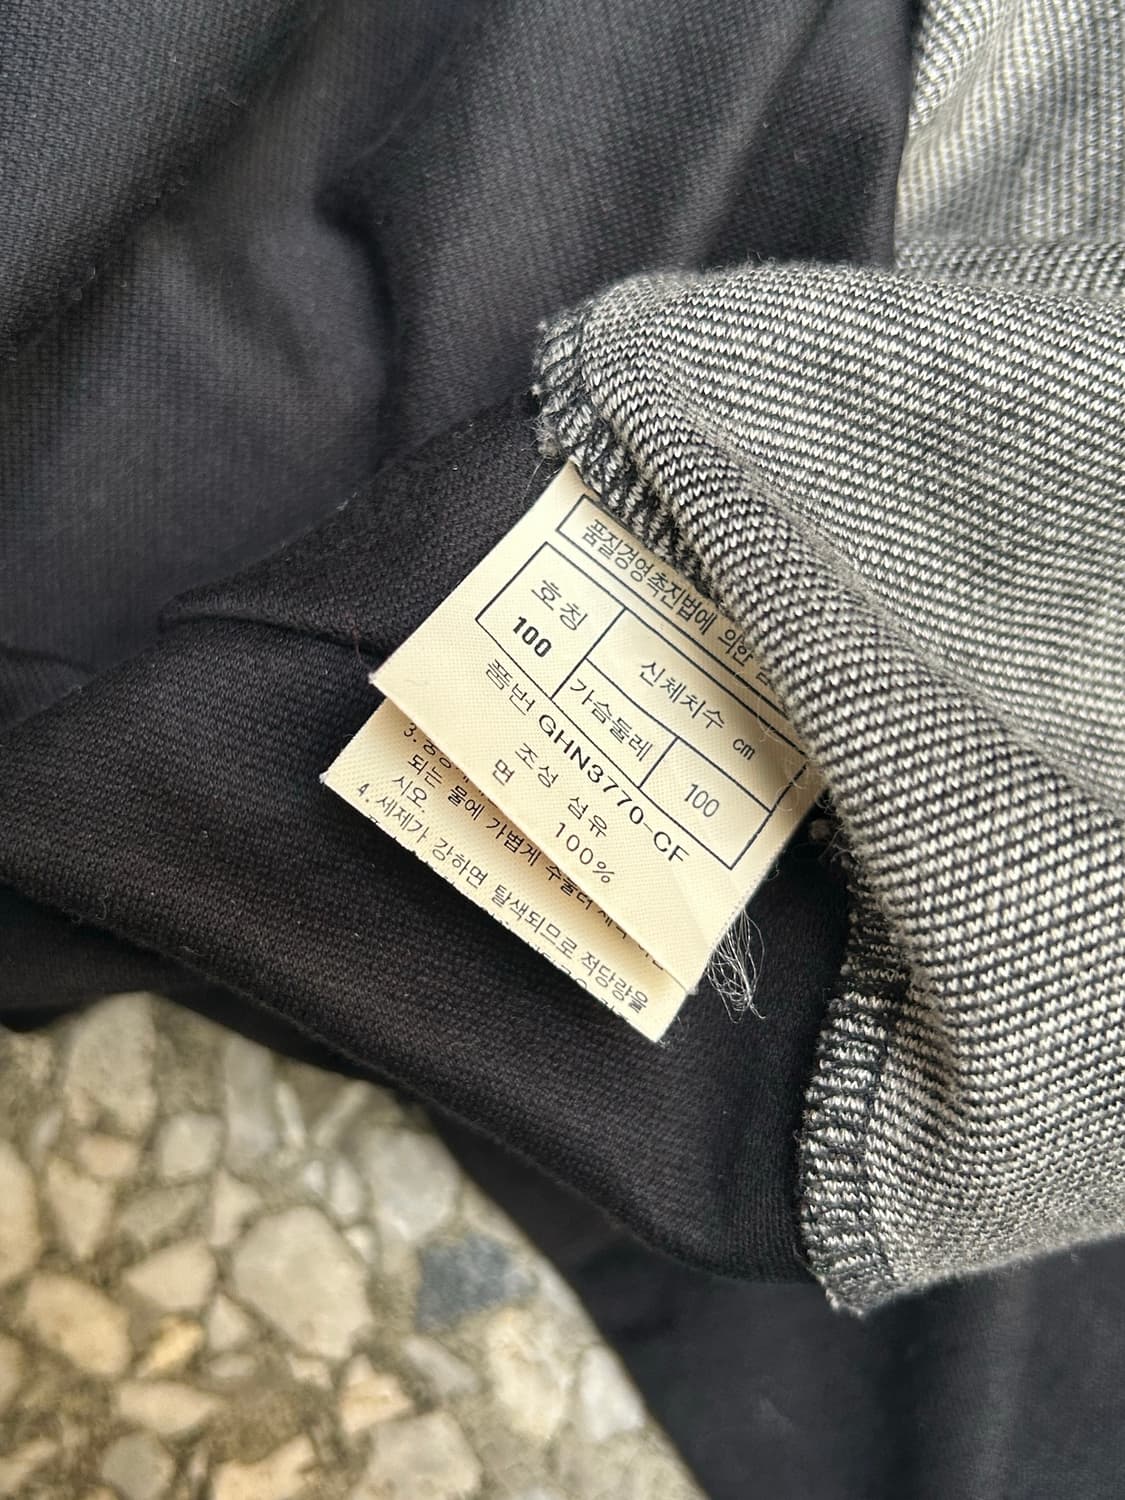 품질경영촉진법에 의한
호칭
100
신체치수 cm
가슴둘레 100
품번 GHN3770-CF
조성 섬유
면 100%
3.
되는 물에 가볍게
시오.
4. 세제가 강하면 탈색되므로 적당량을